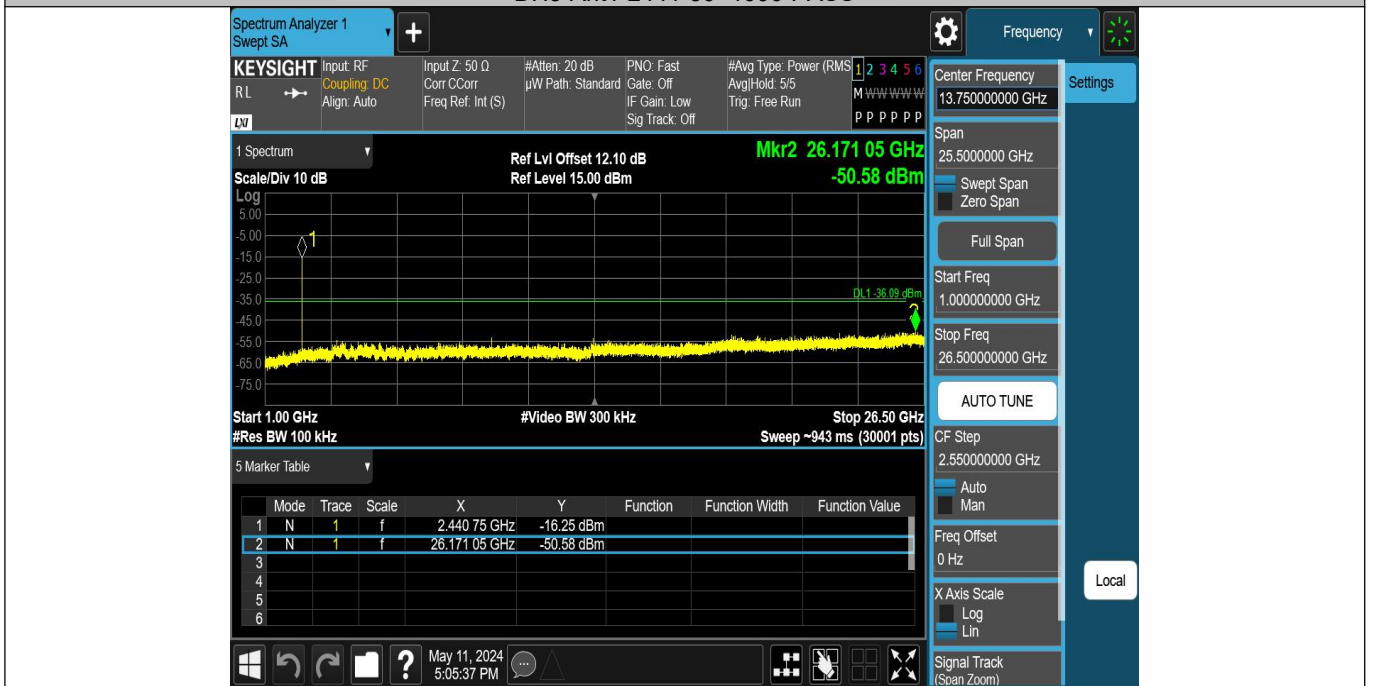 Spectrum Analyzer 1
Swept SA
+
Frequency
KEYSIGHT
RL
LXI
Input: RF
Coupling: DC
Align: Auto
Input Z: 50 Ω
Corr CCorr
Freq Ref: Int (S)
#Atten: 20 dB
µW Path: Standard
PNO: Fast
Gate: Off
IF Gain: Low
Sig Track: Off
#Avg Type: Power (RMS
Avg|Hold: 5/5
Trig: Free Run
1 2 3 4 5 6
M W W W W W
P P P P P P
1 Spectrum
Scale/Div 10 dB
Ref Lvl Offset 12.10 dB
Ref Level 15.00 dBm
Mkr2 26.171 05 GHz
-50.58 dBm
Log
5.00
-5.00
-15.0
-25.0
-35.0
-45.0
-55.0
-65.0
-75.0
1
DL1 -36.09 dBm
Start 1.00 GHz
#Video BW 300 kHz
Stop 26.50 GHz
#Res BW 100 kHz
Sweep ~943 ms (30001 pts)
5 Marker Table
Mode Trace Scale X Y Function Function Width Function Value
1 N 1 f 2.440 75 GHz -16.25 dBm
2 N 1 f 26.171 05 GHz -50.58 dBm
3
4
5
6
?
May 11, 2024
5:05:37 PM
Center Frequency
13.750000000 GHz
Settings
Span
25.5000000 GHz
Swept Span
Zero Span
Full Span
Start Freq
1.000000000 GHz
Stop Freq
26.500000000 GHz
AUTO TUNE
CF Step
2.550000000 GHz
Auto
Man
Freq Offset
0 Hz
X Axis Scale
Log
Lin
Local
Signal Track
(Span Zoom)